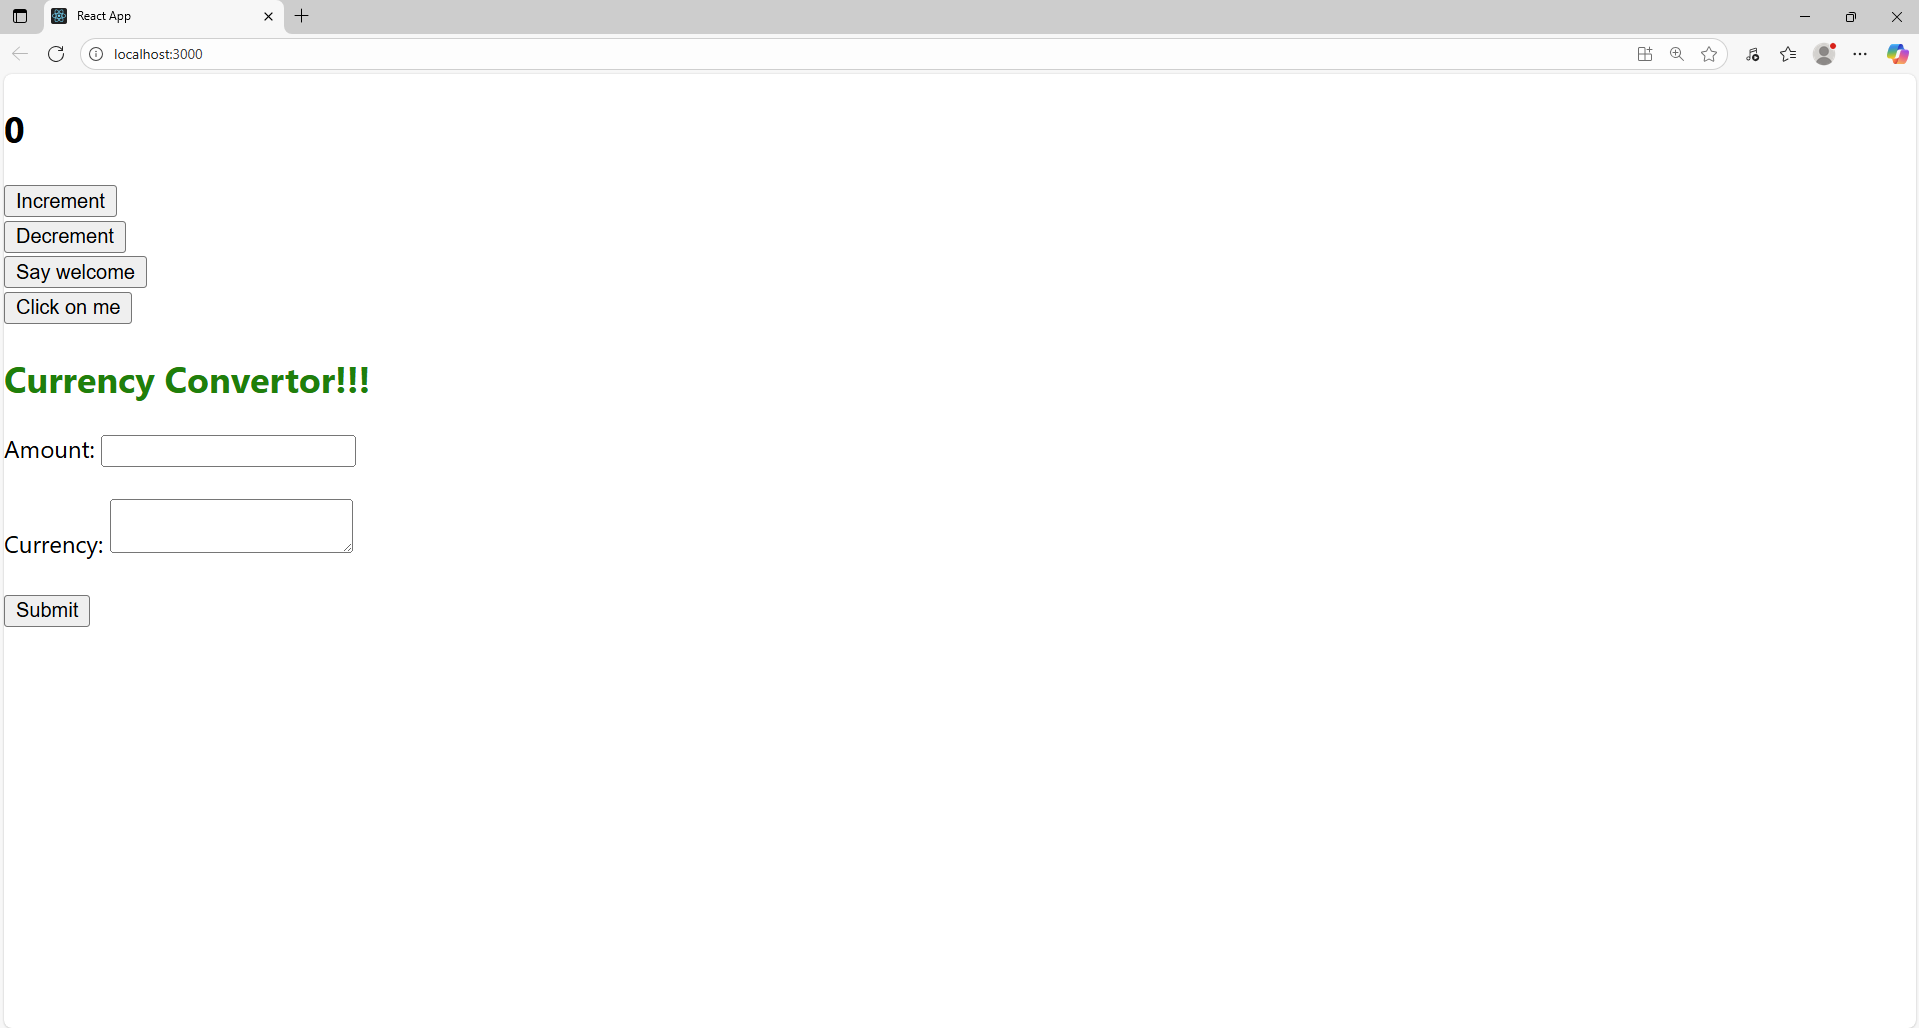 React App
localhost:3000
0
Increment
Decrement
Say welcome
Click on me
Currency Convertor!!!
Amount:
Currency:
Submit